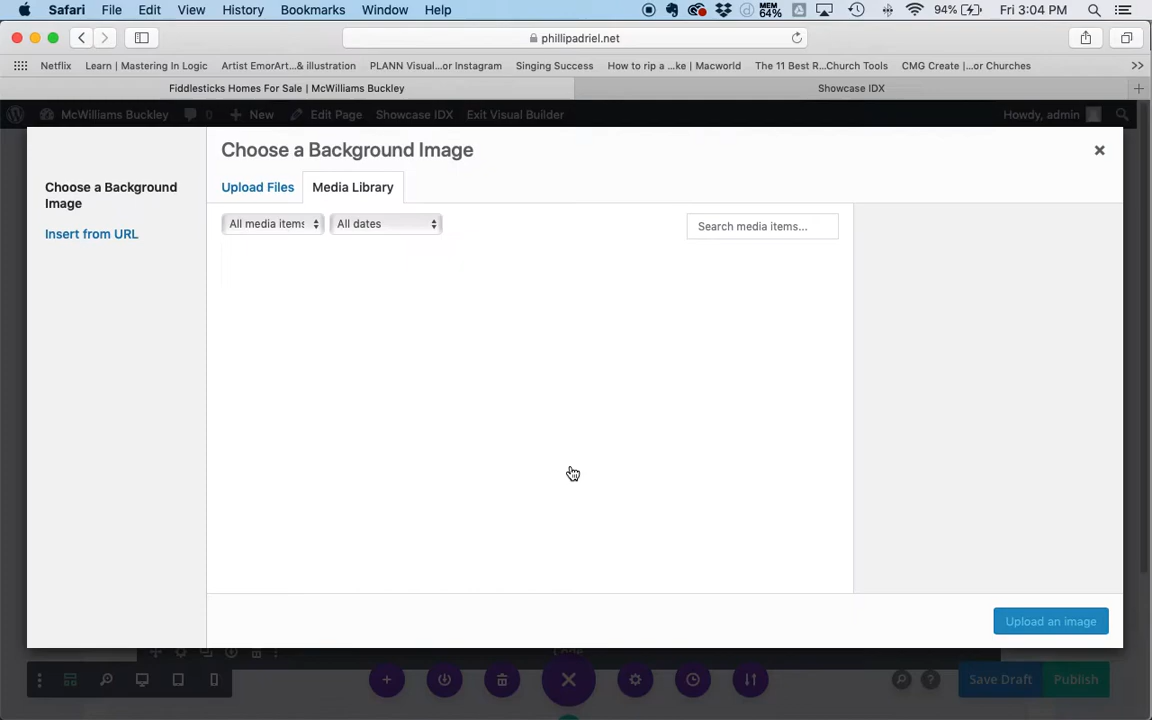 Safari File Edit View History Bookmarks Window Help MEM 64% 94% Fri 3:04 PM
phillipadriel.net
Netflix Learn | Mastering In Logic Artist EmorArt...& illustration PLANN Visual...or Instagram Singing Success How to rip a ...ke | Macworld The 11 Best R...Church Tools CMG Create |...or Churches >>
Fiddlesticks Homes For Sale | McWilliams Buckley Showcase IDX +
McWilliams Buckley 0 + New Edit Page Showcase IDX Exit Visual Builder Howdy, admin
Choose a Background Image
Choose a Background
Image
Insert from URL
Upload Files Media Library
All media items All dates Search media items...
Upload an image
Save Draft Publish